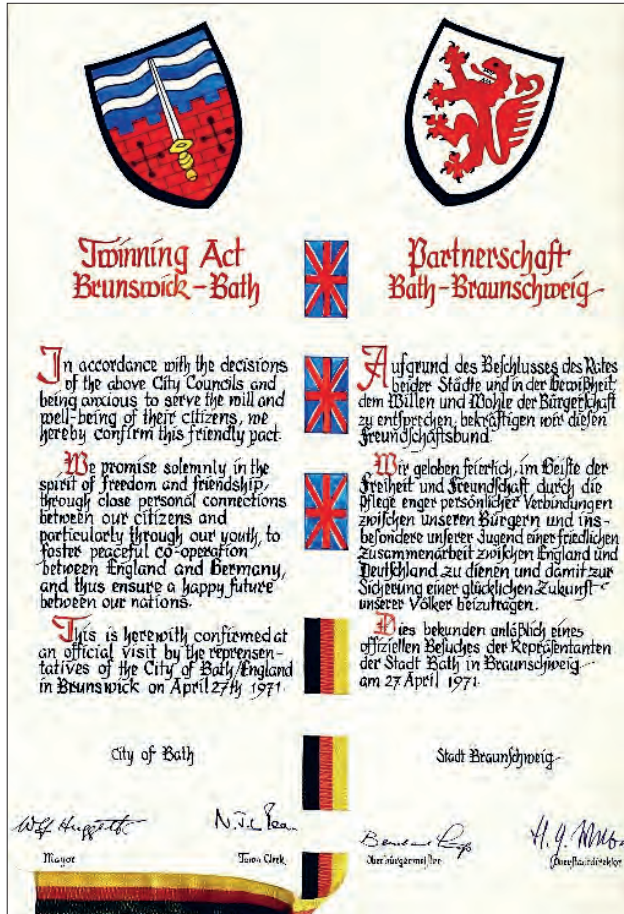 Twinning Act
Brunswick-Bath
In accordance with the decisions
of the above City Councils and
being anxious to serve the will and
well-being of their citizens, we
hereby confirm this friendly pact.
We promise solemnly in the
spirit of freedom and friendship,
through close personal connections
between our citizens and
particularly through our youth, to
foster peaceful co-operation
between England and Germany,
and thus ensure a happy future
between our nations.
This is herewith confirmed at
an official visit by the reprensen-
tatives of the City of Bath/England
in Brunswick on April 27th 1971.
City of Bath
Huggett
Mayor
Town Clerk
Partnerschaft
Bath-Braunschweig
Aufgrund des Beschlusses des Rates
beider Städte und in der Gewißheit
dem Willen und Wohle der Bürgerschaft
zu entsprechen, bekräftigen wir diesen
Freundschaftsbund.
Wir geloben feierlich, im Geiste der
Freiheit und Freundschaft durch die
Pflege enger persönlicher Verbindungen
zwischen unseren Bürgern und ins-
besondere unserer Jugend einer friedlichen
Zusammenarbeit zwischen England und
Deutschland zu dienen und damit zur
Sicherung einer glücklichen Zukunft
unserer Völker beizutragen.
Dies bekunden anläßlich eines
offiziellen Besuches der Repräsentanten
der Stadt Bath in Braunschweig
am 27 April 1971.
Stadt Braunschweig
Oberbürgermeister
Oberstadtdirektor